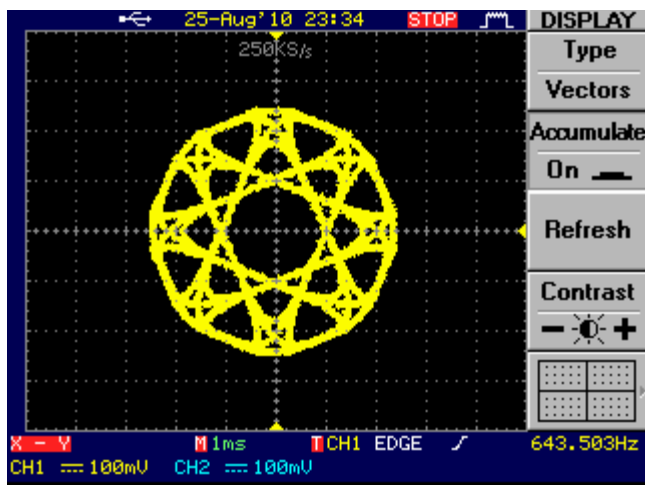 25-Aug'10 23:34 STOP DISPLAY
250KS/s
Type
Vectors
Accumulate
On
Refresh
Contrast
X - Y M 1ms T CH1 EDGE 643.503Hz
CH1 100mV CH2 100mV